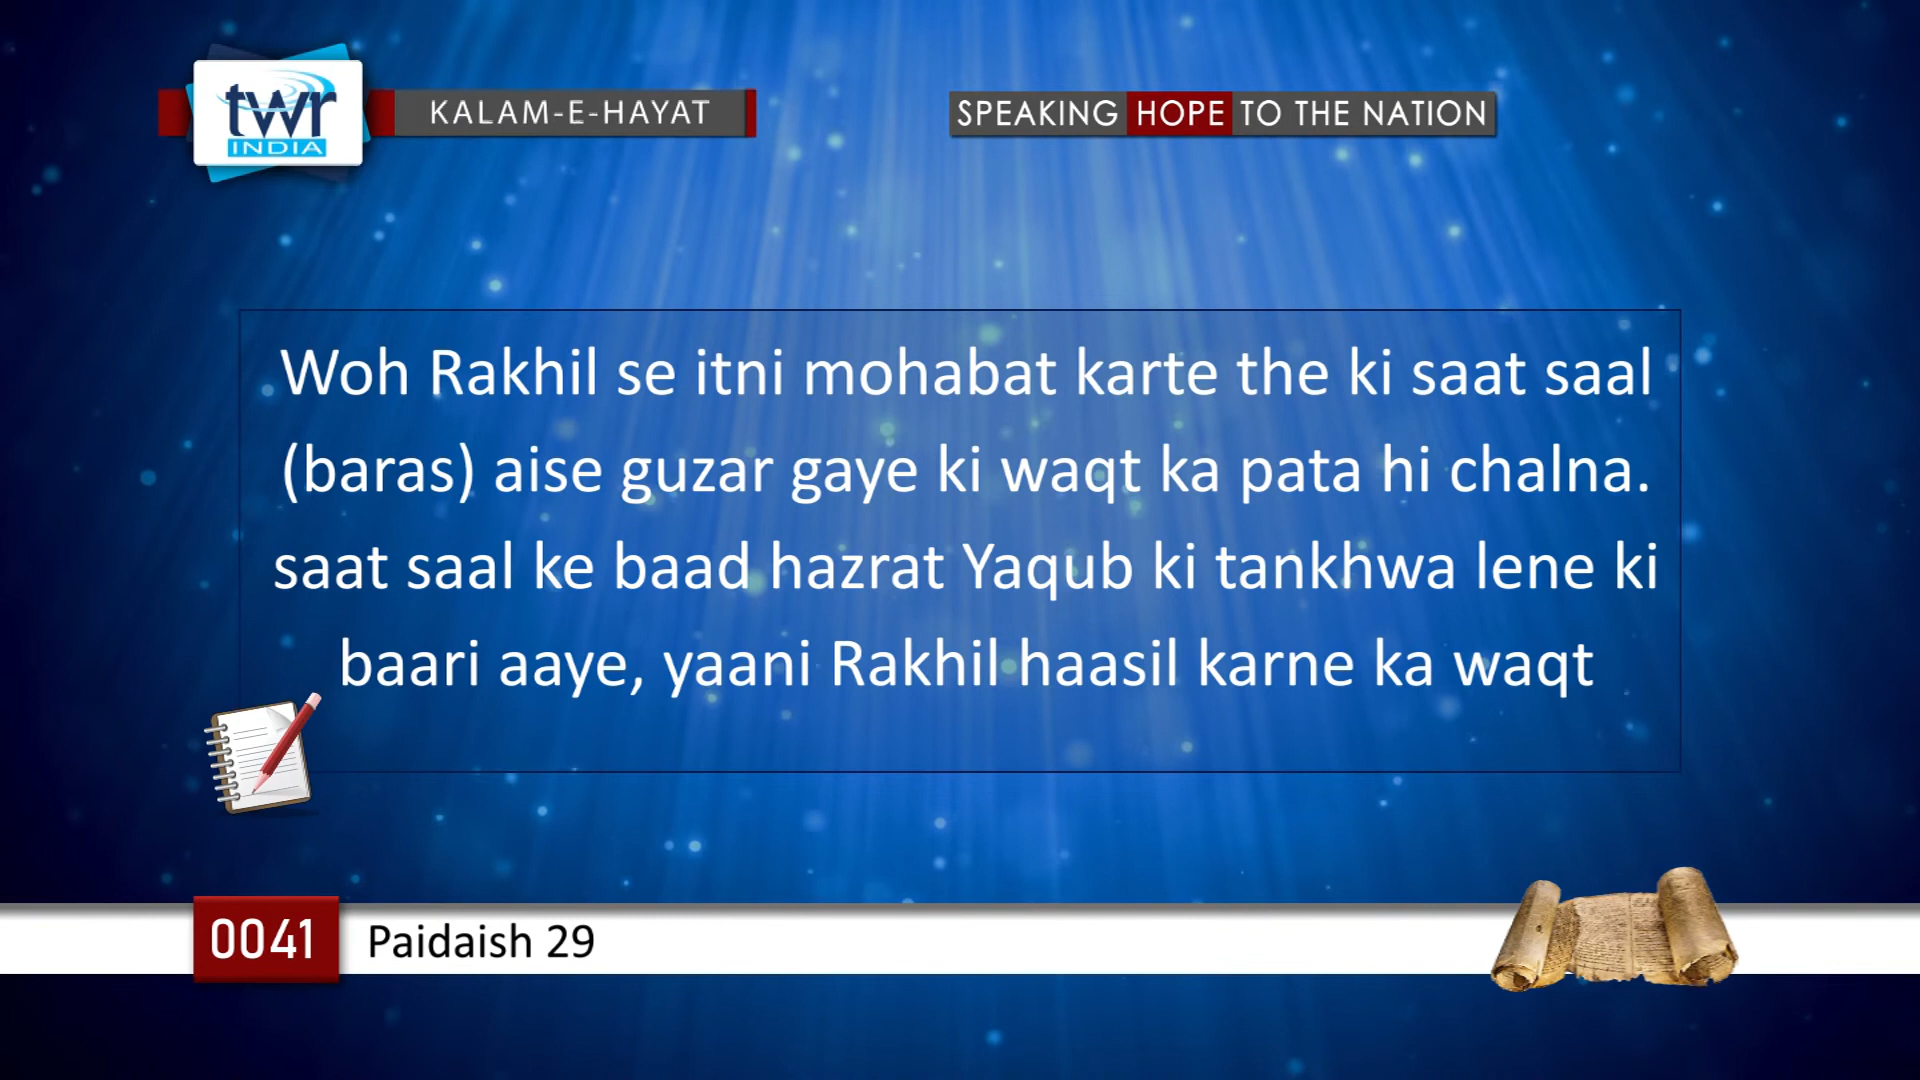 twr
INDIA
KALAM-E-HAYAT
SPEAKING HOPE TO THE NATION
Woh Rakhil se itni mohabat karte the ki saat saal
(baras) aise guzar gaye ki waqt ka pata hi chalna.
saat saal ke baad hazrat Yaqub ki tankhwa lene ki
baari aaye, yaani Rakhil haasil karne ka waqt
0041
Paidaish 29